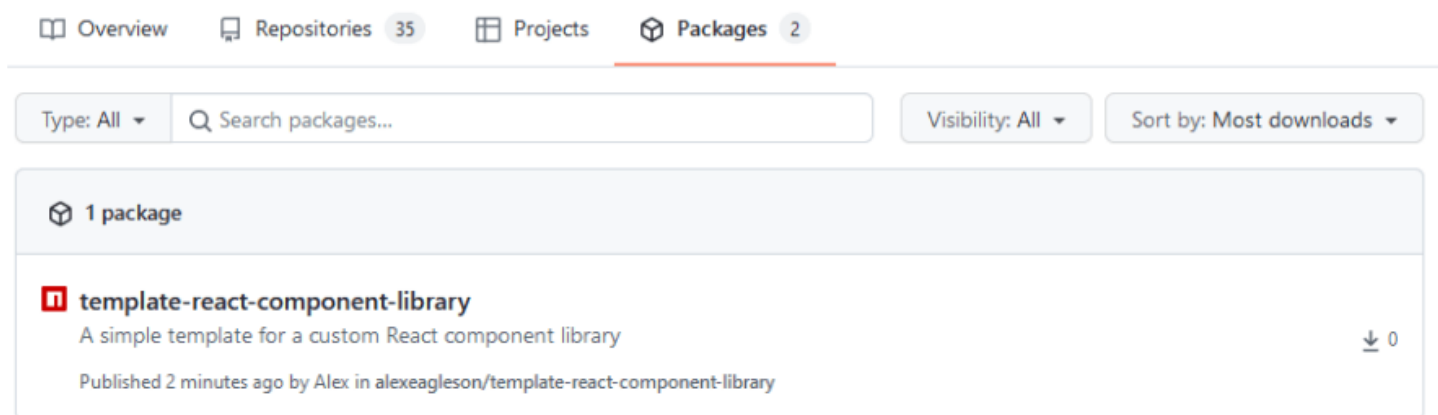 Overview Repositories 35 Projects Packages 2
Type: All Search packages... Visibility: All Sort by: Most downloads
1 package
template-react-component-library
A simple template for a custom React component library
0
Published 2 minutes ago by Alex in alexeagleson/template-react-component-library